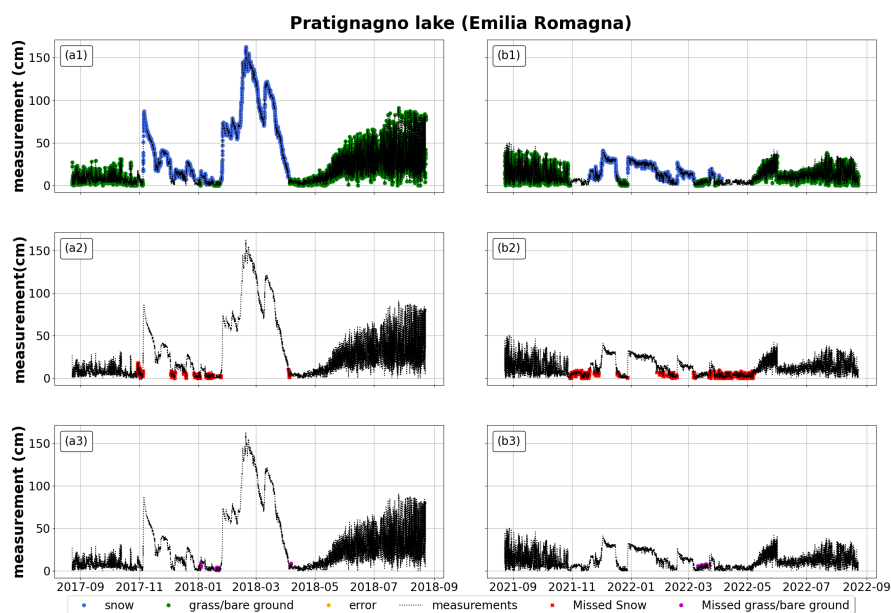 Pratignagno lake (Emilia Romagna)
measurement (cm)
150
100
50
0
(a1)
(b1)
measurement(cm)
150
100
50
0
(a2)
(b2)
measurement (cm)
150
100
50
0
(a3)
(b3)
2017-09 2017-11 2018-01 2018-03 2018-05 2018-07 2018-09
2021-09 2021-11 2022-01 2022-03 2022-05 2022-07 2022-09
snow grass/bare ground error measurements Missed Snow Missed grass/bare ground